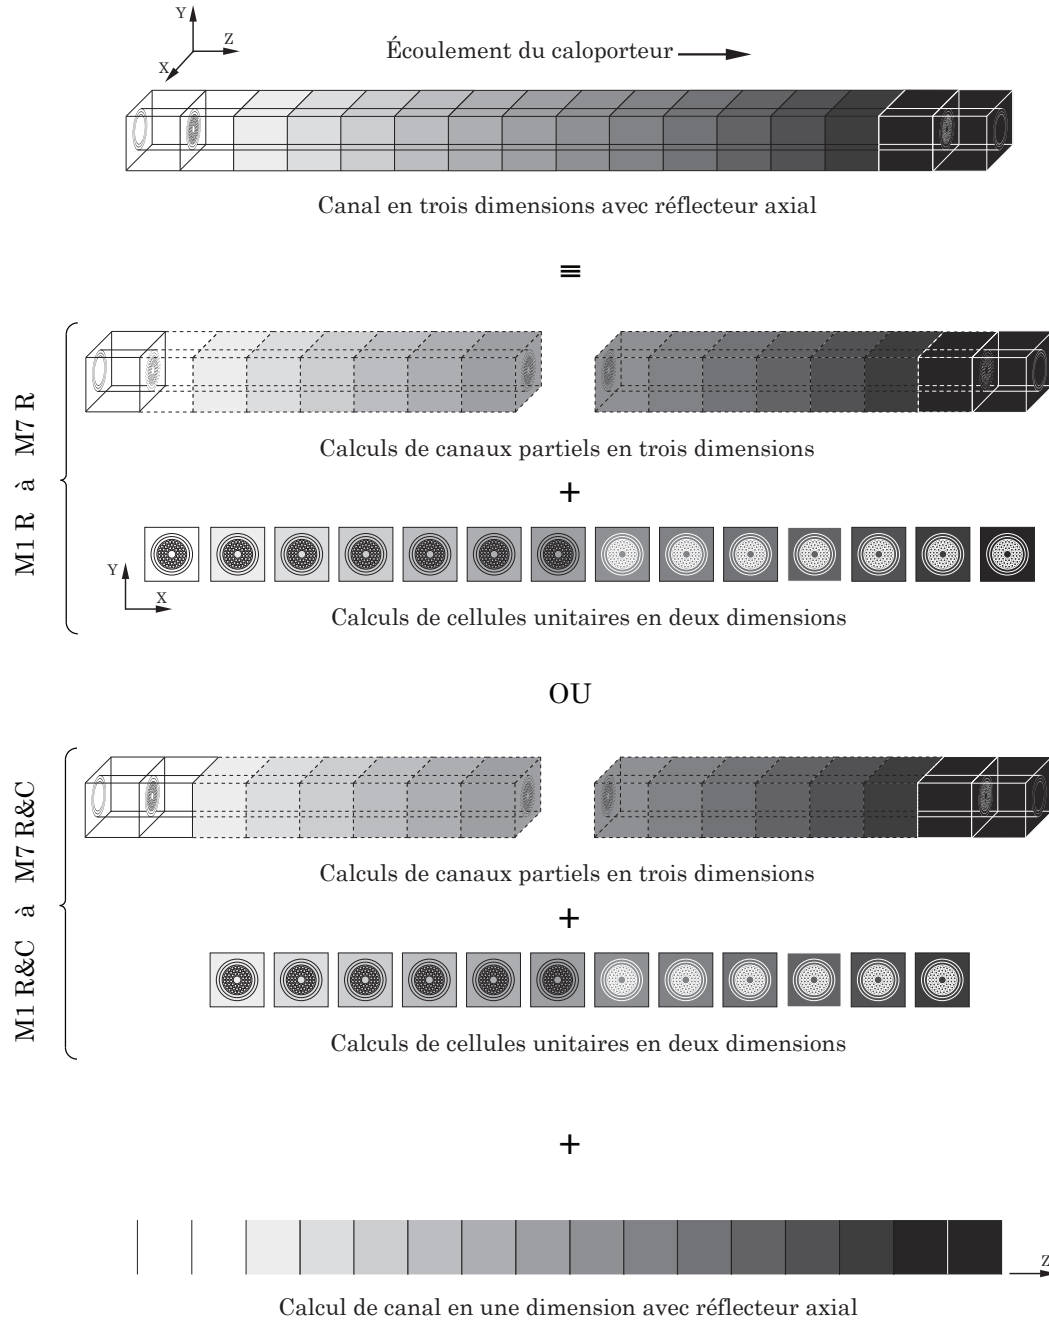 Y
Z
X
Écoulement du caloporteur
Canal en trois dimensions avec réflecteur axial
≡
M1R à M7 R
Calculs de canaux partiels en trois dimensions
+
Y
X
Calculs de cellules unitaires en deux dimensions
OU
M1 R&C à M7 R&C
Calculs de canaux partiels en trois dimensions
+
Calculs de cellules unitaires en deux dimensions
+
Z
Calcul de canal en une dimension avec réflecteur axial